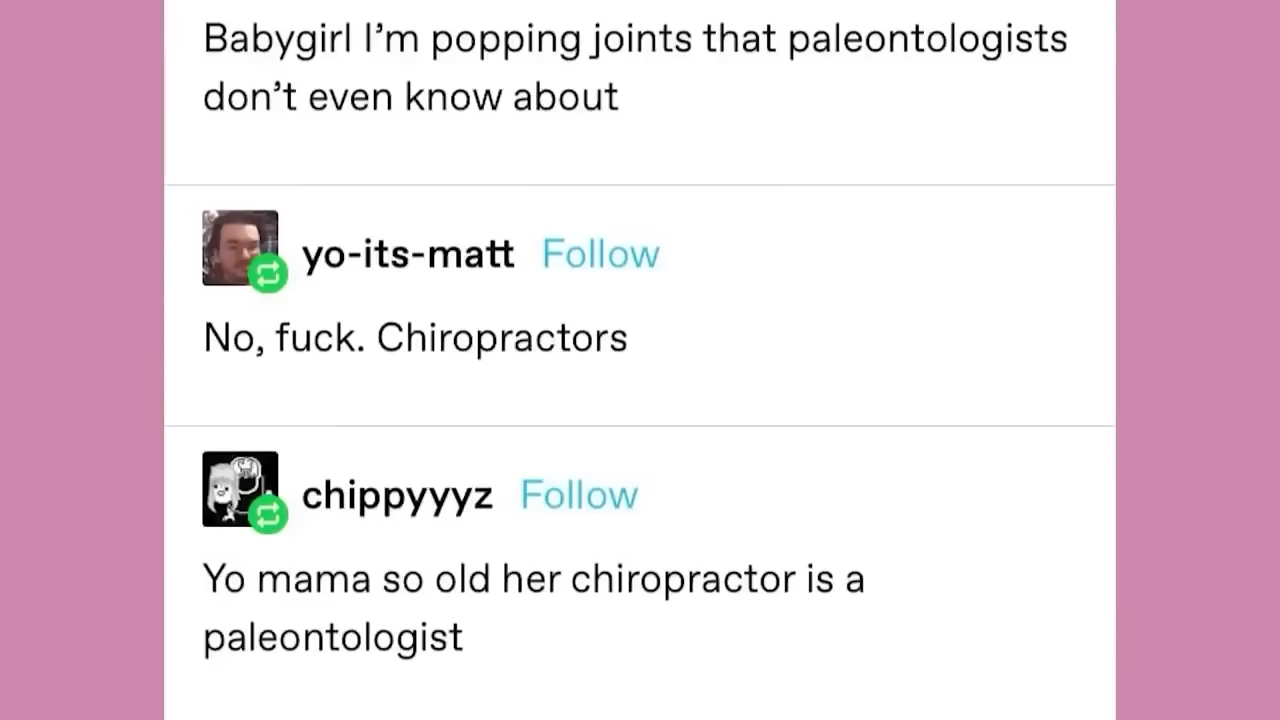 Babygirl I’m popping joints that paleontologists
don’t even know about
yo-its-matt Follow
No, fuck. Chiropractors
chippyyyz Follow
Yo mama so old her chiropractor is a
paleontologist